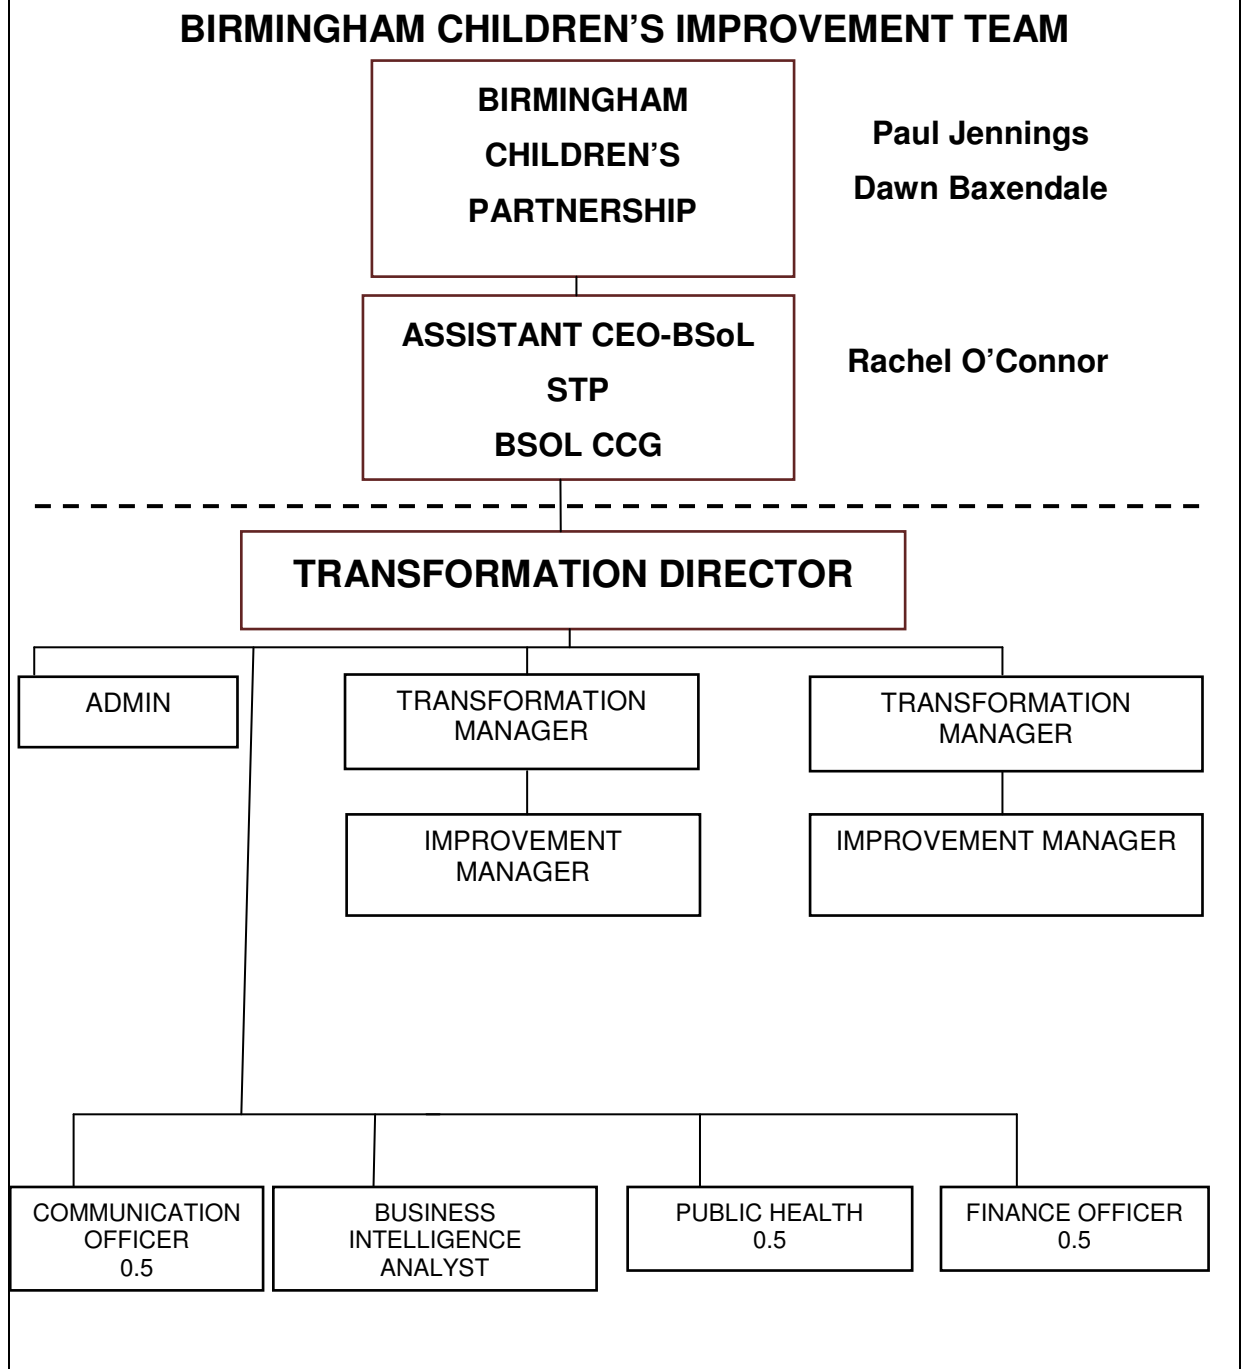 BIRMINGHAM CHILDREN’S IMPROVEMENT TEAM
BIRMINGHAM
CHILDREN’S
PARTNERSHIP
Paul Jennings
Dawn Baxendale
ASSISTANT CEO-BSoL
STP
BSOL CCG
Rachel O’Connor
TRANSFORMATION DIRECTOR
ADMIN
TRANSFORMATION
MANAGER
TRANSFORMATION
MANAGER
IMPROVEMENT
MANAGER
IMPROVEMENT MANAGER
COMMUNICATION
OFFICER
0.5
BUSINESS
INTELLIGENCE
ANALYST
PUBLIC HEALTH
0.5
FINANCE OFFICER
0.5